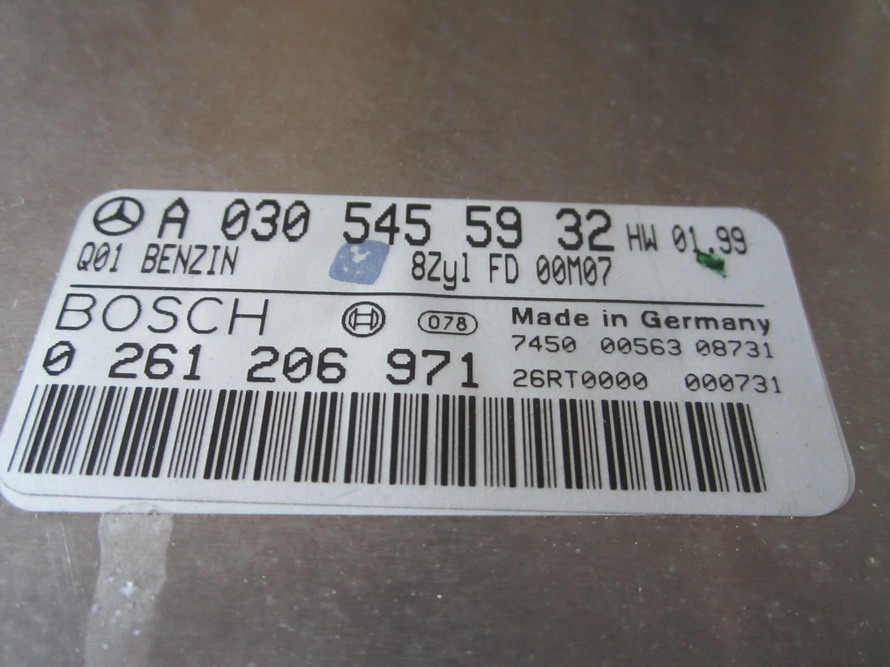 A 030 545 59 32 HW 01.99
Q01 BENZIN 8Zyl FD 00M07
BOSCH 078 Made in Germany
7450 00563 08731
0 261 206 971 26RT0000 000731